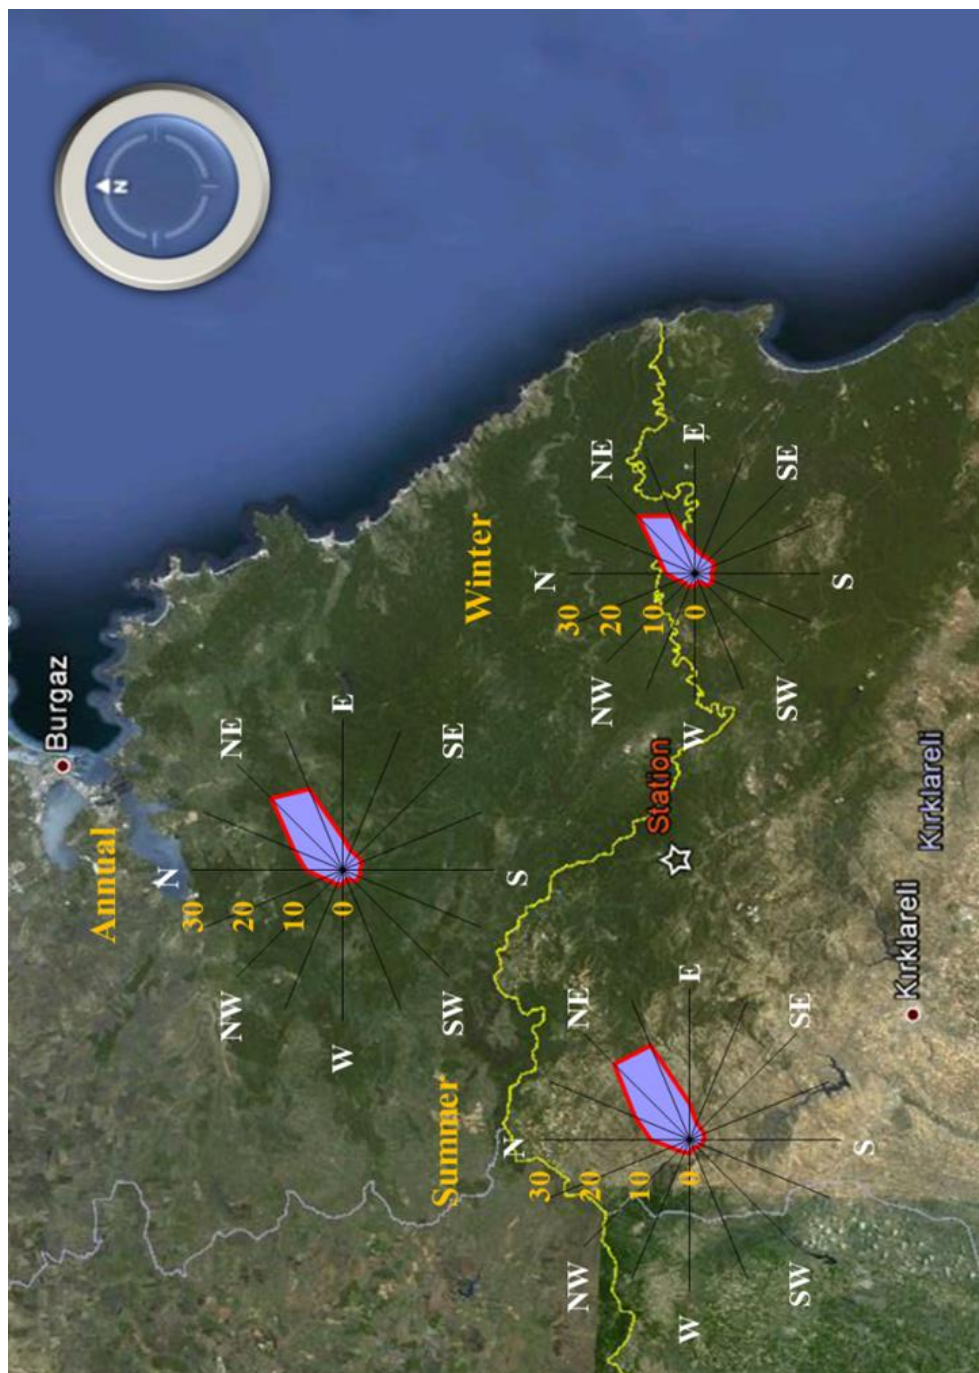 N
Burgaz
Annual
N
NE
E
SE
S
SW
W
NW
30
20
10
0
Winter
N
NE
E
SE
S
SW
W
NW
30
20
10
0
Station
Summer
N
NE
E
SE
S
SW
W
NW
30
20
10
0
Kırklareli
Kırklareli